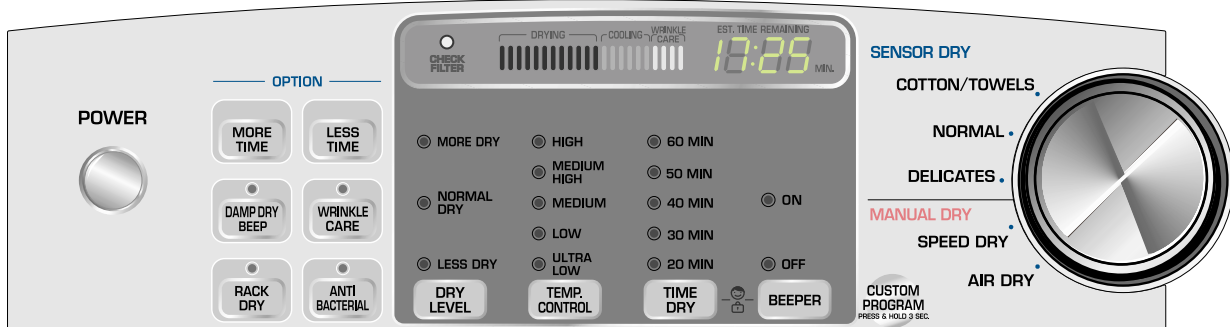 POWER
OPTION
MORE
TIME
LESS
TIME
DAMP DRY
BEEP
WRINKLE
CARE
RACK
DRY
ANTI
BACTERIAL
CHECK
FILTER
DRYING
COOLING
WRINKLE
CARE
EST. TIME REMAINING
17:25
MIN.
MORE DRY
NORMAL
DRY
LESS DRY
DRY
LEVEL
HIGH
MEDIUM
HIGH
MEDIUM
LOW
ULTRA
LOW
TEMP.
CONTROL
60 MIN
50 MIN
40 MIN
30 MIN
20 MIN
TIME
DRY
ON
OFF
BEEPER
SENSOR DRY
COTTON/TOWELS
NORMAL
DELICATES
MANUAL DRY
SPEED DRY
AIR DRY
CUSTOM
PROGRAM
PRESS & HOLD 3 SEC.